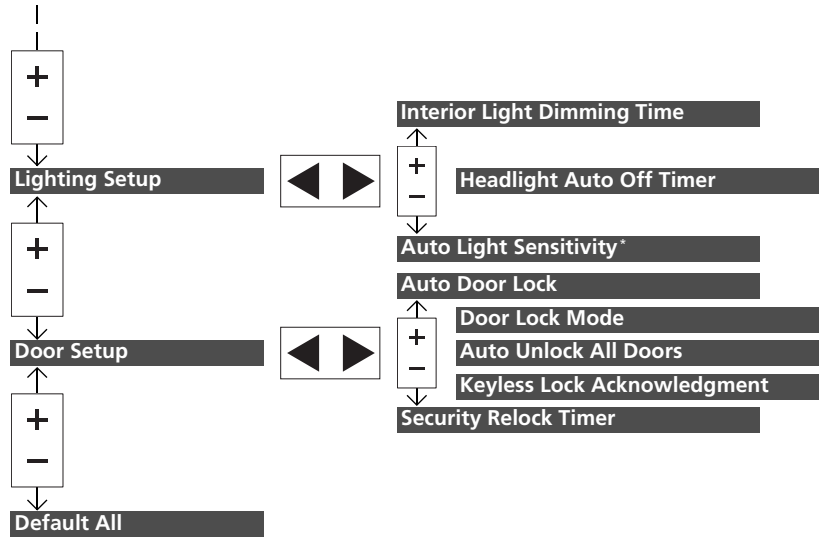 +
−
Lighting Setup
+
−
Door Setup
+
−
Default All
Interior Light Dimming Time
+
−
Headlight Auto Off Timer
Auto Light Sensitivity*
Auto Door Lock
+
−
Door Lock Mode
Auto Unlock All Doors
Keyless Lock Acknowledgment
Security Relock Timer